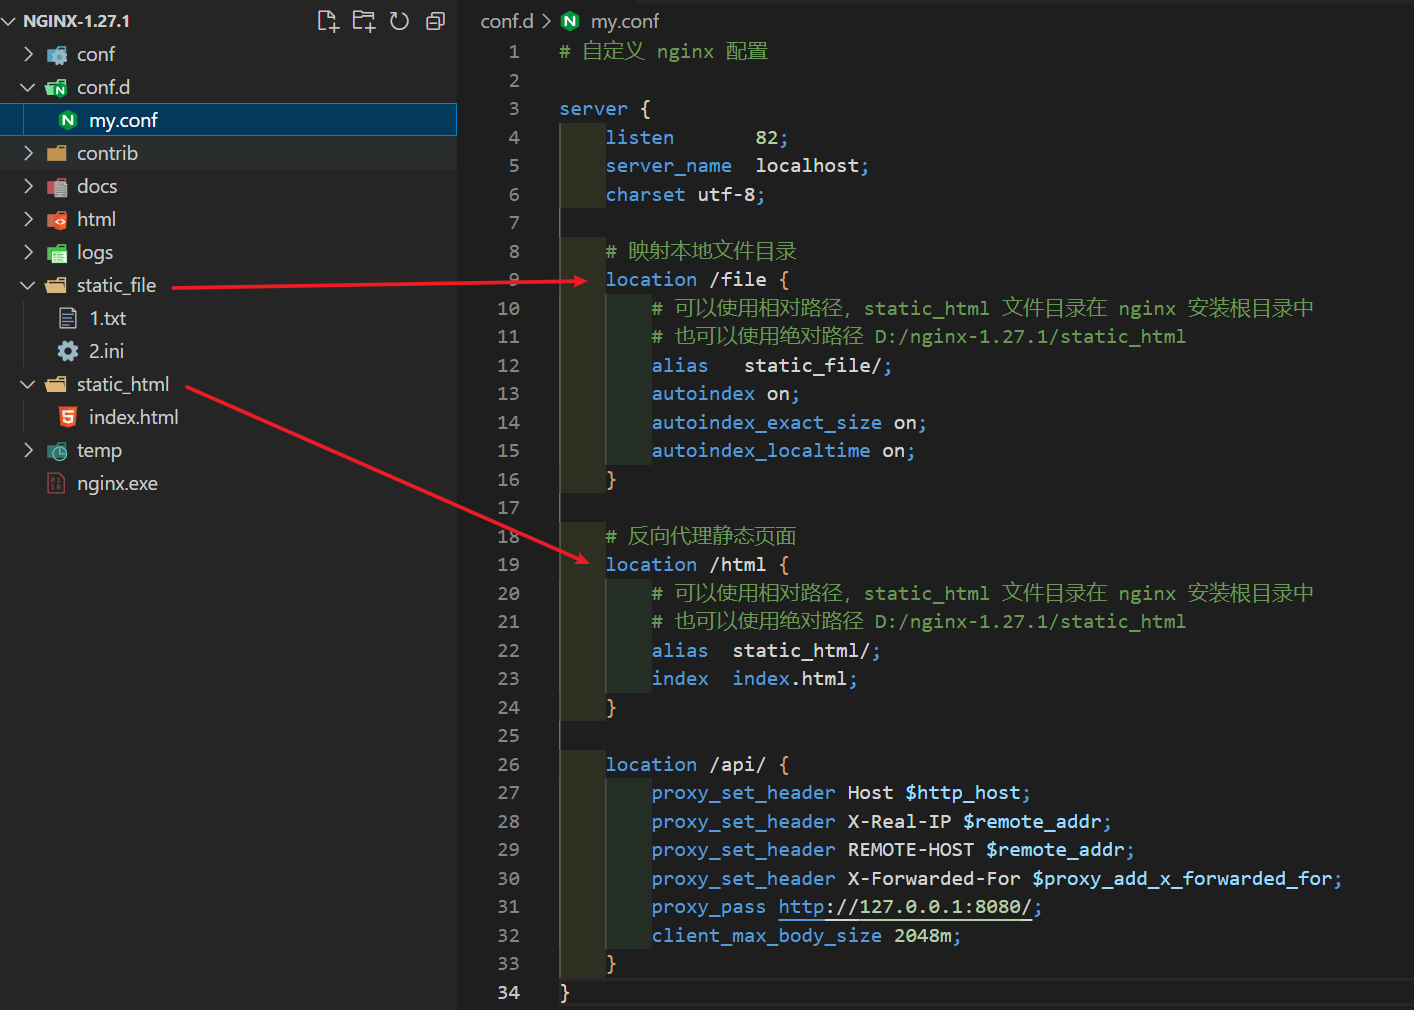 NGINX-1.27.1
conf
conf.d
my.conf
contrib
docs
html
logs
static_file
1.txt
2.ini
static_html
index.html
temp
nginx.exe
conf.d > my.conf
1 # 自定义 nginx 配置
2
3 server {
4     listen       82;
5     server_name  localhost;
6     charset utf-8;
7
8     # 映射本地文件目录
9     location /file {
10         # 可以使用相对路径，static_html 文件目录在 nginx 安装根目录中
11         # 也可以使用绝对路径 D:/nginx-1.27.1/static_html
12         alias   static_file/;
13         autoindex on;
14         autoindex_exact_size on;
15         autoindex_localtime on;
16     }
17
18     # 反向代理静态页面
19     location /html {
20         # 可以使用相对路径，static_html 文件目录在 nginx 安装根目录中
21         # 也可以使用绝对路径 D:/nginx-1.27.1/static_html
22         alias  static_html/;
23         index  index.html;
24     }
25
26     location /api/ {
27         proxy_set_header Host $http_host;
28         proxy_set_header X-Real-IP $remote_addr;
29         proxy_set_header REMOTE-HOST $remote_addr;
30         proxy_set_header X-Forwarded-For $proxy_add_x_forwarded_for;
31         proxy_pass http://127.0.0.1:8080/;
32         client_max_body_size 2048m;
33     }
34 }